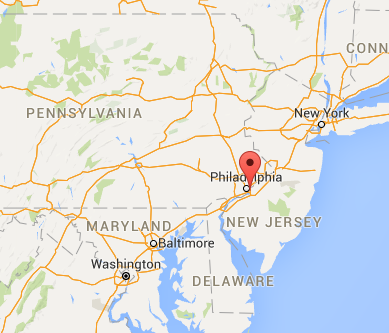 CONN
PENNSYLVANIA
New York
Philadelphia
NEW JERSEY
MARYLAND
Baltimore
Washington
DELAWARE